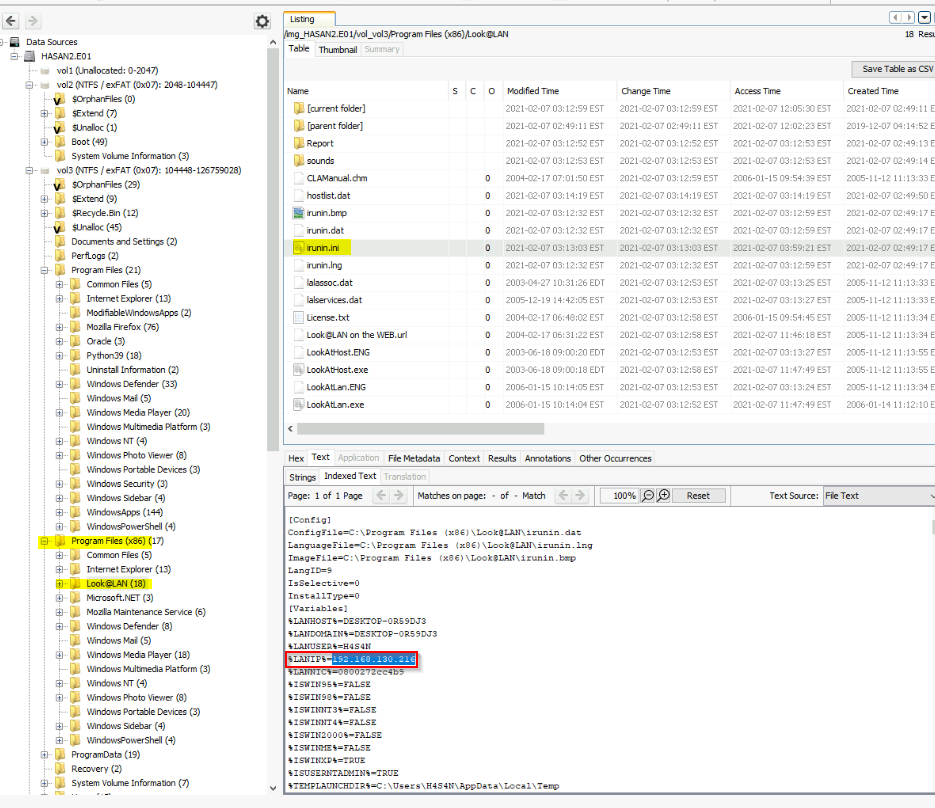 Listing
/img_HASAN2.E01/vol_vol3/Program Files (x86)/Look@LAN
18 Resu
Table Thumbnail Summary
Save Table as CSV
Data Sources
HASAN2.E01
vol1 (Unallocated: 0-2047)
vol2 (NTFS / exFAT (0x07): 2048-104447)
$OrphanFiles (0)
$Extend (7)
$Unalloc (1)
Boot (49)
System Volume Information (3)
vol3 (NTFS / exFAT (0x07): 104448-126759028)
$OrphanFiles (29)
$Extend (9)
$Recycle.Bin (12)
$Unalloc (45)
Documents and Settings (2)
PerfLogs (2)
Program Files (21)
Common Files (5)
Internet Explorer (13)
ModifiableWindowsApps (2)
Mozilla Firefox (76)
Oracle (3)
Python39 (18)
Uninstall Information (2)
Windows Defender (33)
Windows Mail (5)
Windows Media Player (20)
Windows Multimedia Platform (3)
Windows NT (4)
Windows Photo Viewer (8)
Windows Portable Devices (3)
Windows Security (3)
Windows Sidebar (4)
WindowsApps (144)
WindowsPowerShell (4)
Program Files (x86) (17)
Common Files (5)
Internet Explorer (13)
Look@LAN (18)
Microsoft.NET (3)
Mozilla Maintenance Service (6)
Windows Defender (8)
Windows Mail (5)
Windows Media Player (18)
Windows Multimedia Platform (3)
Windows NT (4)
Windows Photo Viewer (8)
Windows Portable Devices (3)
Windows Sidebar (4)
WindowsPowerShell (4)
ProgramData (19)
Recovery (2)
System Volume Information (7)
Name S C O Modified Time Change Time Access Time Created Time
[current folder] 2021-02-07 03:12:59 EST 2021-02-07 03:12:59 EST 2021-02-07 12:05:30 EST 2021-02-07 02:49:11 E
[parent folder] 2021-02-07 02:49:11 EST 2021-02-07 02:49:11 EST 2021-02-07 12:02:23 EST 2019-12-07 04:14:52 E
Report 2021-02-07 03:12:52 EST 2021-02-07 03:12:52 EST 2021-02-07 03:12:53 EST 2021-02-07 02:49:13 E
sounds 2021-02-07 03:12:53 EST 2021-02-07 03:12:53 EST 2021-02-07 03:12:53 EST 2021-02-07 02:49:14 E
CLAManual.chm 0 2004-02-17 07:01:50 EST 2021-02-07 03:12:59 EST 2006-01-15 09:54:39 EST 2005-11-12 11:13:33 E
hostlist.dat 0 2021-02-07 03:14:19 EST 2021-02-07 03:14:19 EST 2021-02-07 03:14:19 EST 2021-02-07 02:49:50 E
irunin.bmp 0 2021-02-07 03:12:32 EST 2021-02-07 03:12:32 EST 2021-02-07 03:12:59 EST 2021-02-07 02:49:17 E
irunin.dat 0 2021-02-07 03:12:32 EST 2021-02-07 03:12:32 EST 2021-02-07 03:12:59 EST 2021-02-07 02:49:17 E
irunin.ini 0 2021-02-07 03:13:03 EST 2021-02-07 03:13:03 EST 2021-02-07 03:59:21 EST 2021-02-07 02:49:17 E
irunin.lng 0 2021-02-07 03:12:32 EST 2021-02-07 03:12:32 EST 2021-02-07 03:12:59 EST 2021-02-07 02:49:17 E
lalassoc.dat 0 2003-04-27 10:31:26 EDT 2021-02-07 03:12:53 EST 2021-02-07 03:13:25 EST 2005-11-12 11:13:33 E
lalservices.dat 0 2005-12-19 14:42:05 EST 2021-02-07 03:12:53 EST 2021-02-07 03:13:27 EST 2005-11-12 11:13:33 E
License.txt 0 2004-02-17 06:48:02 EST 2021-02-07 03:12:58 EST 2006-01-15 09:54:45 EST 2005-11-12 11:13:34 E
Look@LAN on the WEB.url 0 2004-02-17 06:31:22 EST 2021-02-07 03:12:58 EST 2021-02-07 11:46:18 EST 2005-11-12 11:13:34 E
LookAtHost.ENG 0 2003-06-18 09:00:20 EDT 2021-02-07 03:12:53 EST 2021-02-07 03:13:27 EST 2005-11-12 11:13:55 E
LookAtHost.exe 0 2003-06-18 09:00:18 EDT 2021-02-07 03:12:58 EST 2021-02-07 11:47:49 EST 2005-11-12 11:13:55 E
LookAtLan.ENG 0 2006-01-15 10:14:05 EST 2021-02-07 03:12:53 EST 2021-02-07 03:13:24 EST 2005-11-12 11:13:34 E
LookAtLan.exe 0 2006-01-15 10:14:04 EST 2021-02-07 03:12:52 EST 2021-02-07 11:47:49 EST 2006-01-14 11:12:10 E
Hex Text Application File Metadata Context Results Annotations Other Occurrences
Strings Indexed Text Translation
Page: 1 of 1 Page Matches on page: - of - Match 100% Reset Text Source: File Text
[Config]
ConfigFile=C:\Program Files (x86)\Look@LAN\irunin.dat
LanguageFile=C:\Program Files (x86)\Look@LAN\irunin.lng
ImageFile=C:\Program Files (x86)\Look@LAN\irunin.bmp
LangID=9
IsSelective=0
InstallType=0
[Variables]
%LANHOST%=DESKTOP-0R59DJ3
%LANDOMAIN%=DESKTOP-0R59DJ3
%LANUSER%=H4S4N
%LANIP%=192.168.130.216
%LANNIC%=0800272cc4b9
%ISWIN95%=FALSE
%ISWIN98%=FALSE
%ISWINNT3%=FALSE
%ISWINNT4%=FALSE
%ISWIN2000%=FALSE
%ISWINME%=FALSE
%ISWINXP%=TRUE
%ISUSERNTADMIN%=TRUE
%TEMPLAUNCHDIR%=C:\Users\H4S4N\AppData\Local\Temp